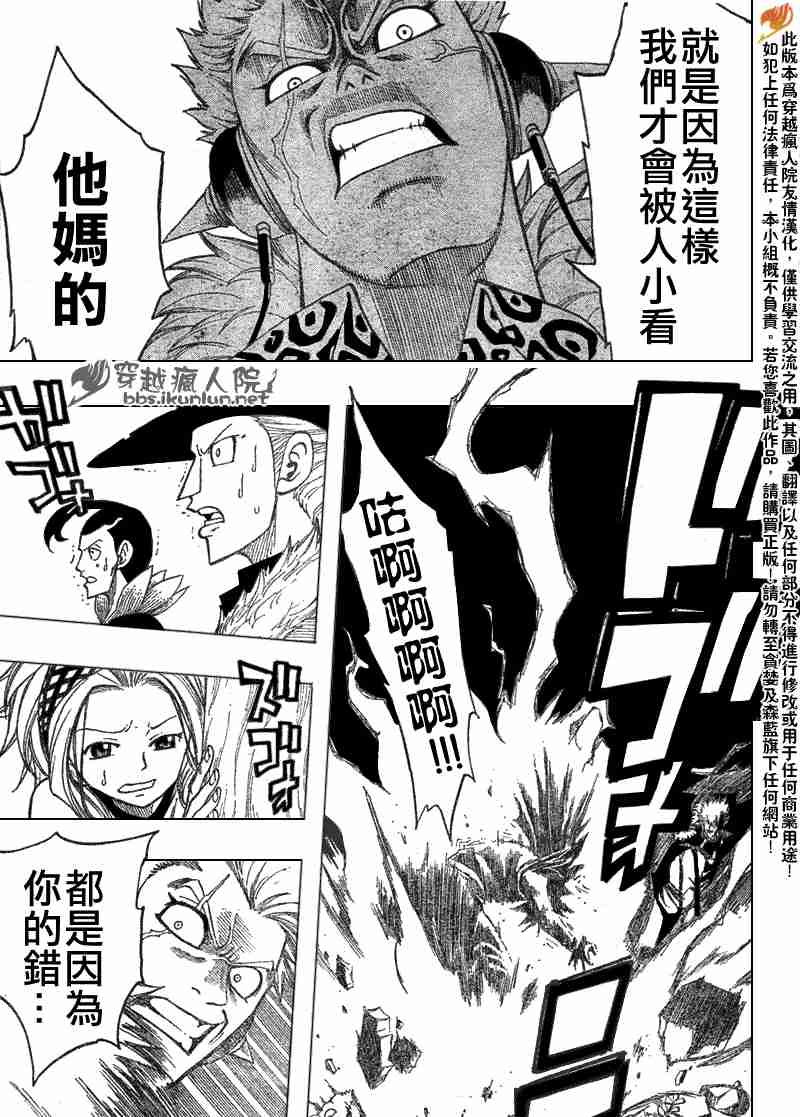 就是因為這樣
我們才會被人小看
他媽的
穿越瘋人院
bbs.ikunlun.net
咕啊啊啊啊!!!
都是因為
你的錯…
此版本爲穿越瘋人院友情漢化，僅供學習交流之用。其圖、翻譯以及任何部分不得進行修改或用于任何商業用途！
如犯上任何法律責任，本小組概不負責。若您喜歡此作品，請購買正版！請勿轉至貪婪及森藍旗下任何網站！